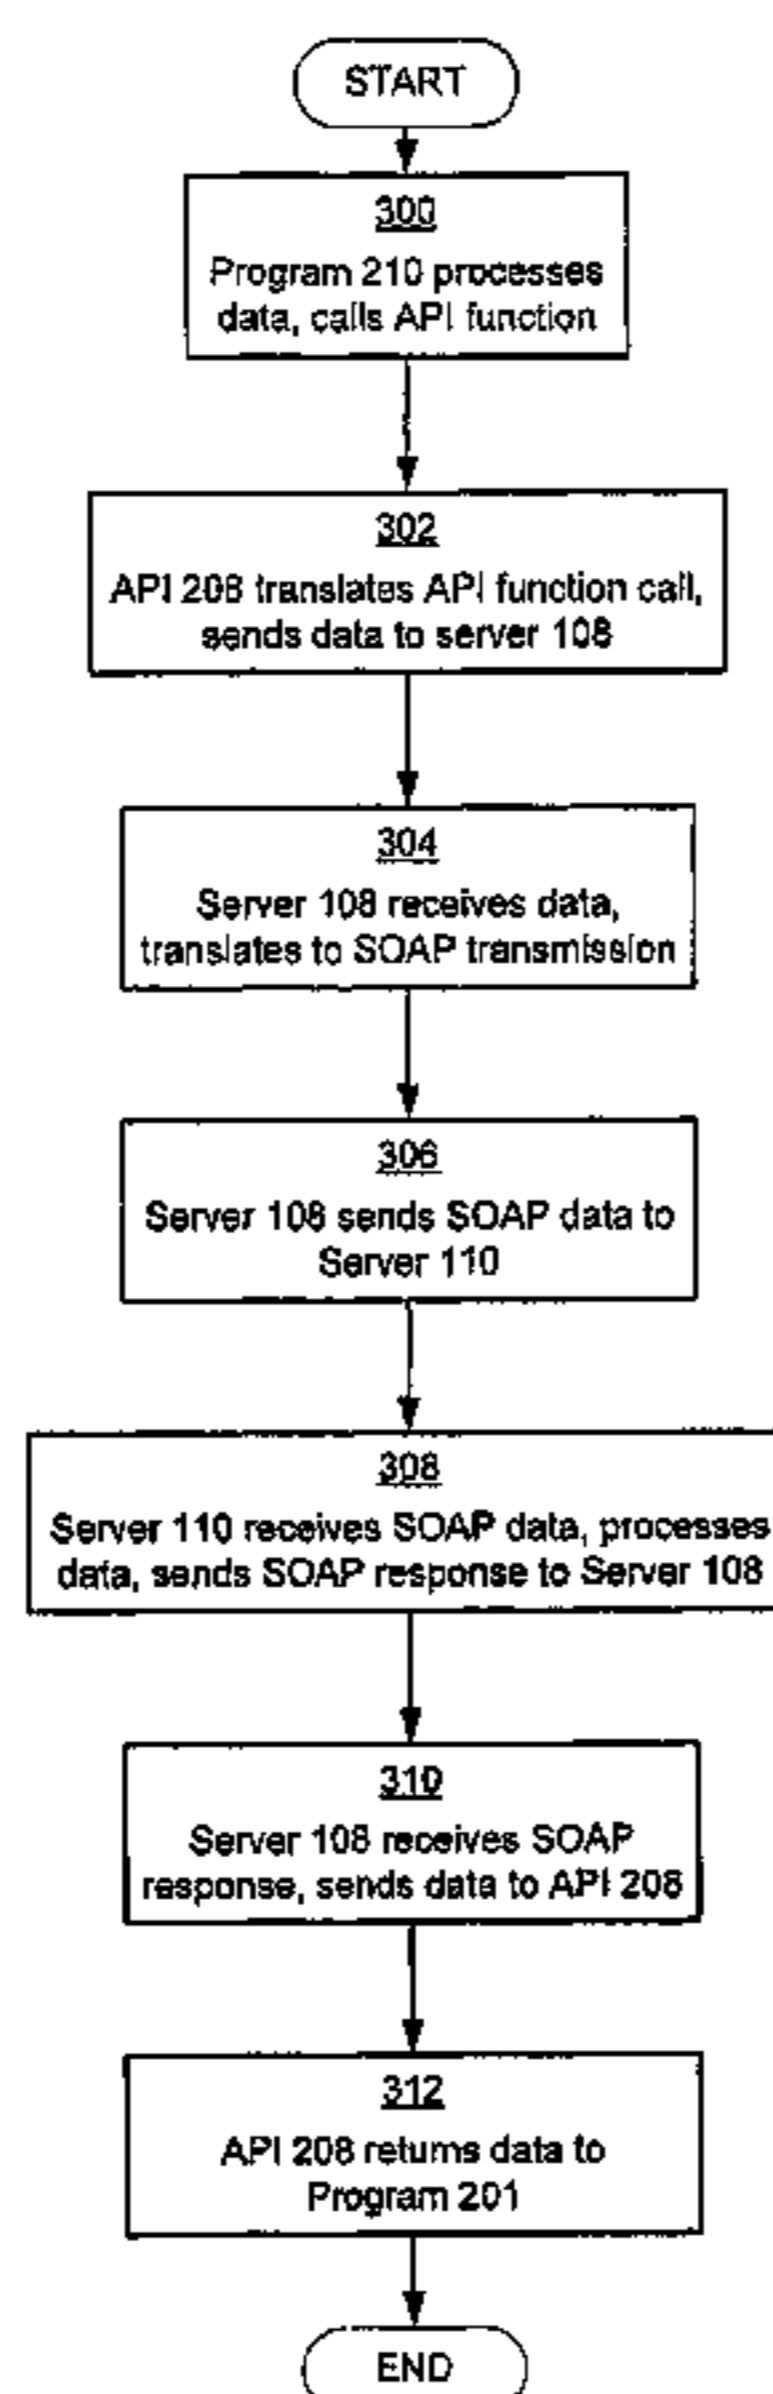 START
300
Program 210 processes
data, calls API function
302
API 208 translates API function call,
sends data to server 108
304
Server 108 receives data,
translates to SOAP transmission
306
Server 108 sends SOAP data to
Server 110
308
Server 110 receives SOAP data, processes
data, sends SOAP response to Server 108
310
Server 108 receives SOAP
response, sends data to API 208
312
API 208 returns data to
Program 201
END